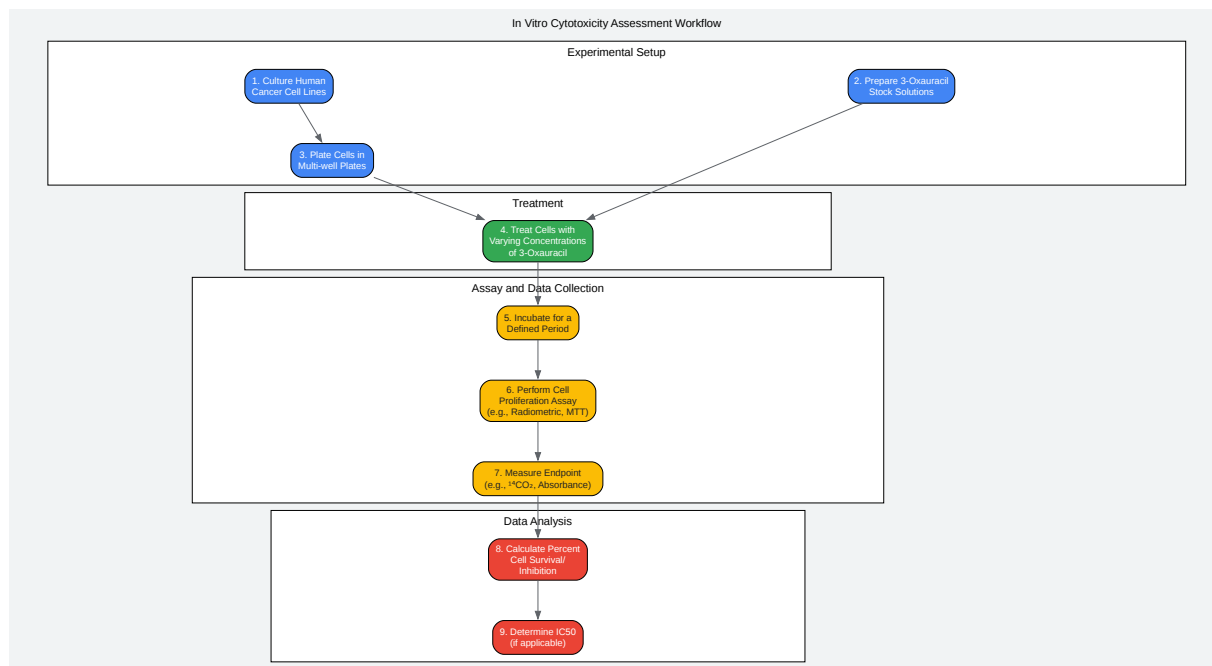 In Vitro Cytotoxicity Assessment Workflow
Experimental Setup
1. Culture Human
Cancer Cell Lines
2. Prepare 3-Oxauracil
Stock Solutions
3. Plate Cells in
Multi-well Plates
Treatment
4. Treat Cells with
Varying Concentrations
of 3-Oxauracil
Assay and Data Collection
5. Incubate for a
Defined Period
6. Perform Cell
Proliferation Assay
(e.g., Radiometric, MTT)
7. Measure Endpoint
(e.g., ¹⁴CO₂, Absorbance)
Data Analysis
8. Calculate Percent
Cell Survival/
Inhibition
9. Determine IC50
(if applicable)